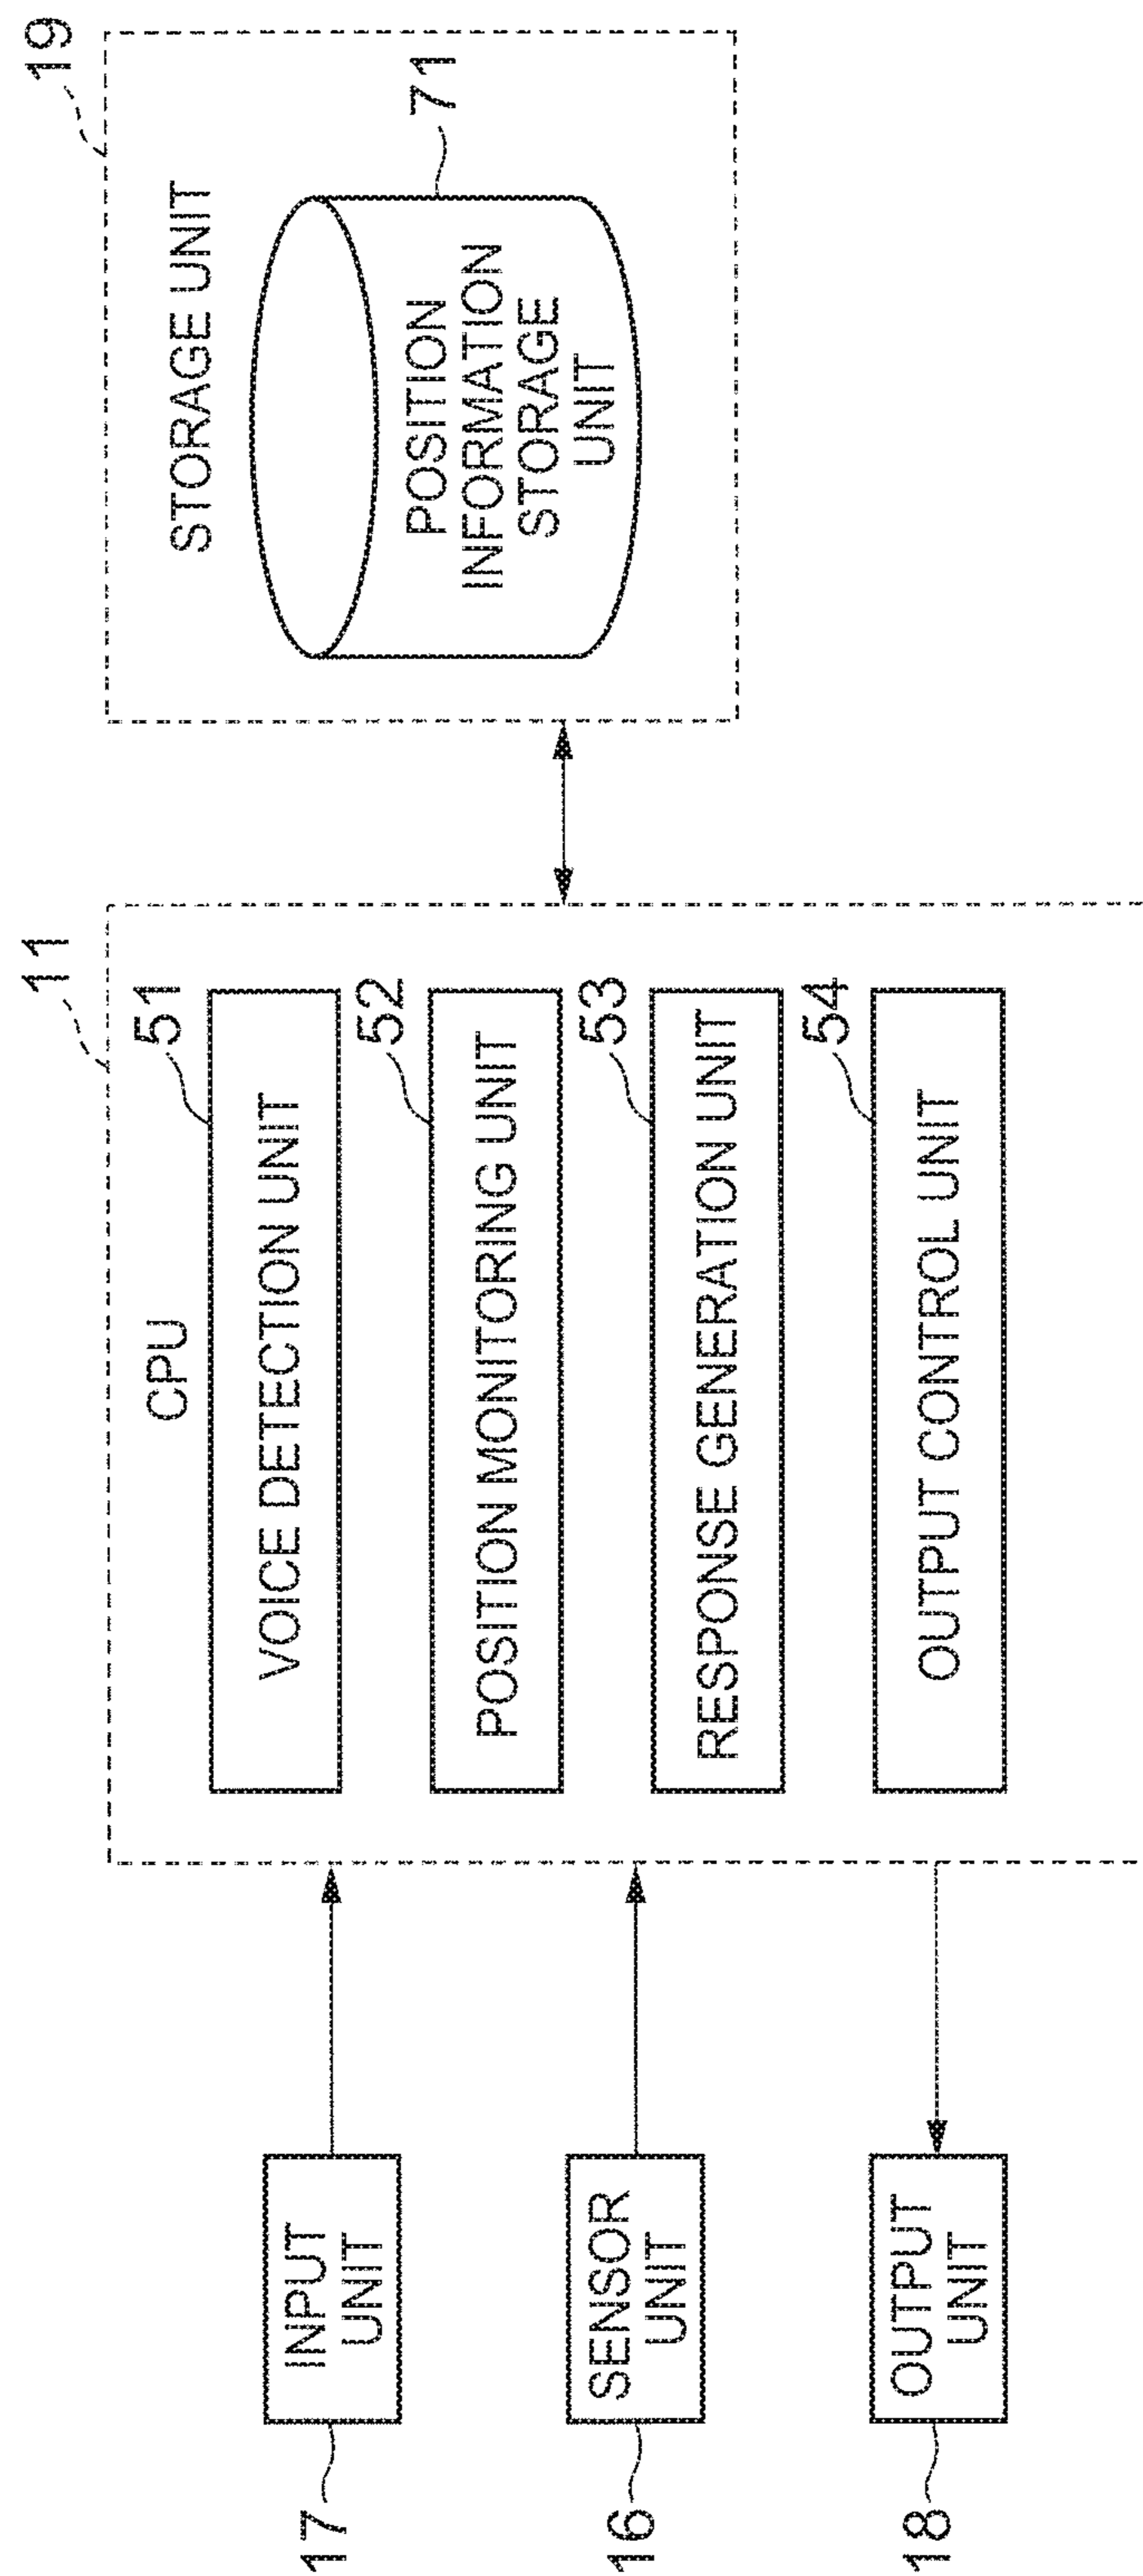 17
INPUT
UNIT
16
SENSOR
UNIT
18
OUTPUT
UNIT
11
CPU
51
VOICE DETECTION UNIT
52
POSITION MONITORING UNIT
53
RESPONSE GENERATION UNIT
54
OUTPUT CONTROL UNIT
19
STORAGE UNIT
71
POSITION
INFORMATION
STORAGE
UNIT